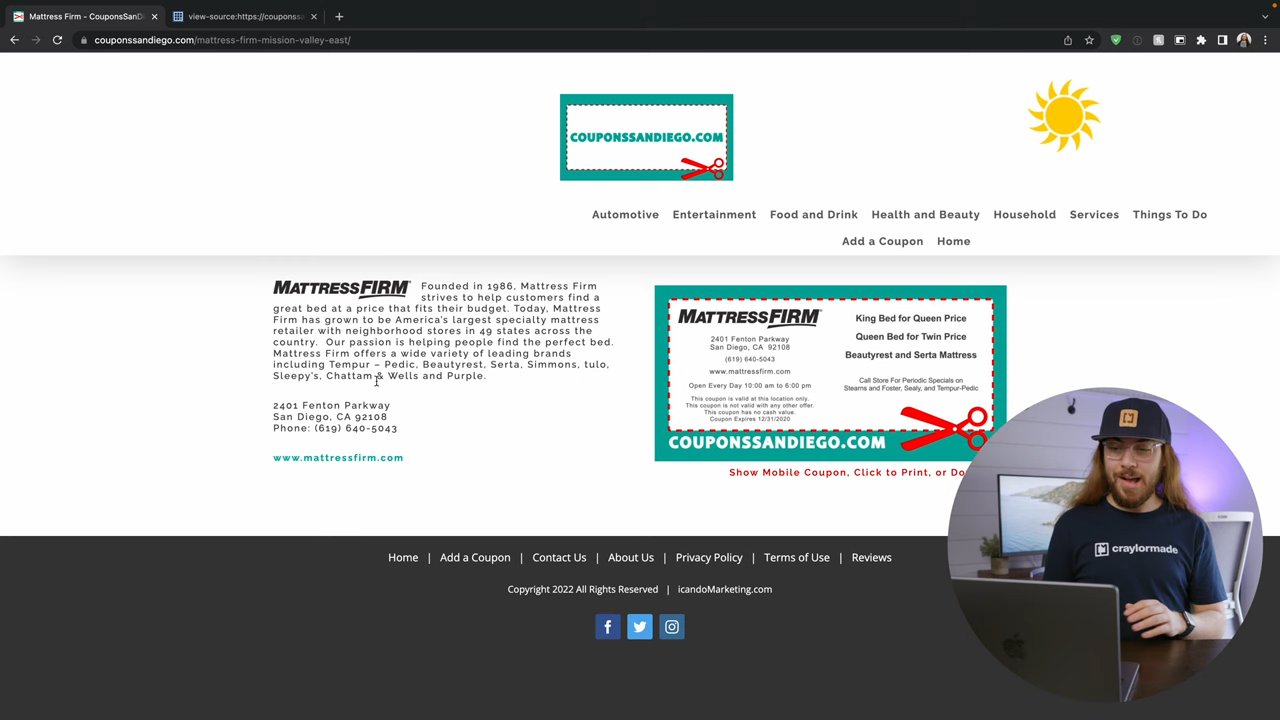 Mattress Firm - CouponsSanDi
view-source:https://couponss
couponssandiego.com/mattress-firm-mission-valley-east/
COUPONSSANDIEGO.COM
Automotive Entertainment Food and Drink Health and Beauty Household Services Things To Do
Add a Coupon Home
MATTRESSFIRM Founded in 1986, Mattress Firm
strives to help customers find a
great bed at a price that fits their budget. Today, Mattress
Firm has grown to be America's largest specialty mattress
retailer with neighborhood stores in 49 states across the
country. Our passion is helping people find the perfect bed.
Mattress Firm offers a wide variety of leading brands
including Tempur – Pedic, Beautyrest, Serta, Simmons, tulo,
Sleepy's, Chattam & Wells and Purple.
2401 Fenton Parkway
San Diego, CA 92108
Phone: (619) 640-5043
www.mattressfirm.com
MATTRESSFIRM
2401 Fenton Parkway
San Diego, CA 92108
(619) 640-5043
www.mattressfirm.com
Open Every Day 10:00 am to 6:00 pm
This coupon is valid at this location only.
This coupon is not valid with any other offer.
This coupon has no cash value.
Coupon Expires 12/31/2020
King Bed for Queen Price
Queen Bed for Twin Price
Beautyrest and Serta Mattress
Call Store For Periodic Specials on
Stearns and Foster, Sealy, and Tempur-Pedic
COUPONSSANDIEGO.COM
Show Mobile Coupon, Click to Print, or Do
Home | Add a Coupon | Contact Us | About Us | Privacy Policy | Terms of Use | Reviews
Copyright 2022 All Rights Reserved | icandoMarketing.com
craylormade